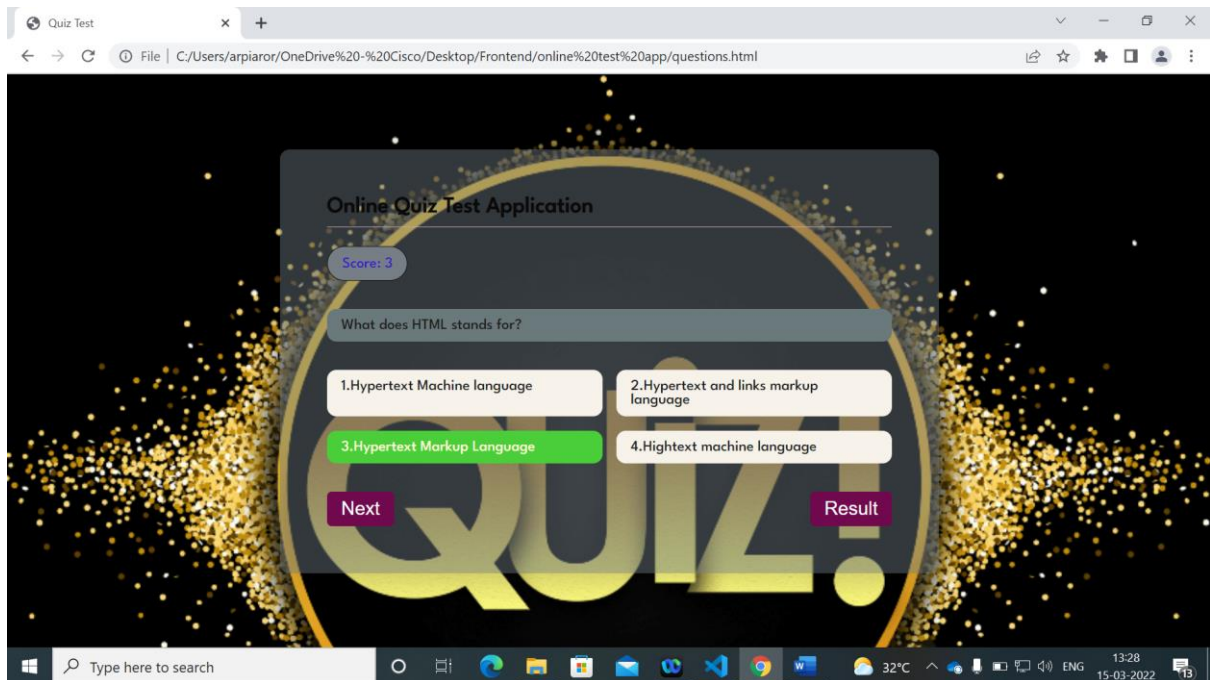 Quiz Test
File | C:/Users/arpiaror/OneDrive%20-%20Cisco/Desktop/Frontend/online%20test%20app/questions.html
Online Quiz Test Application
Score: 3
What does HTML stands for?
1.Hypertext Machine language
2.Hypertext and links markup
language
3.Hypertext Markup Language
4.Hightext machine language
Next
Result
QUiZ!
Type here to search
32°C
ENG
13:28
15-03-2022
13